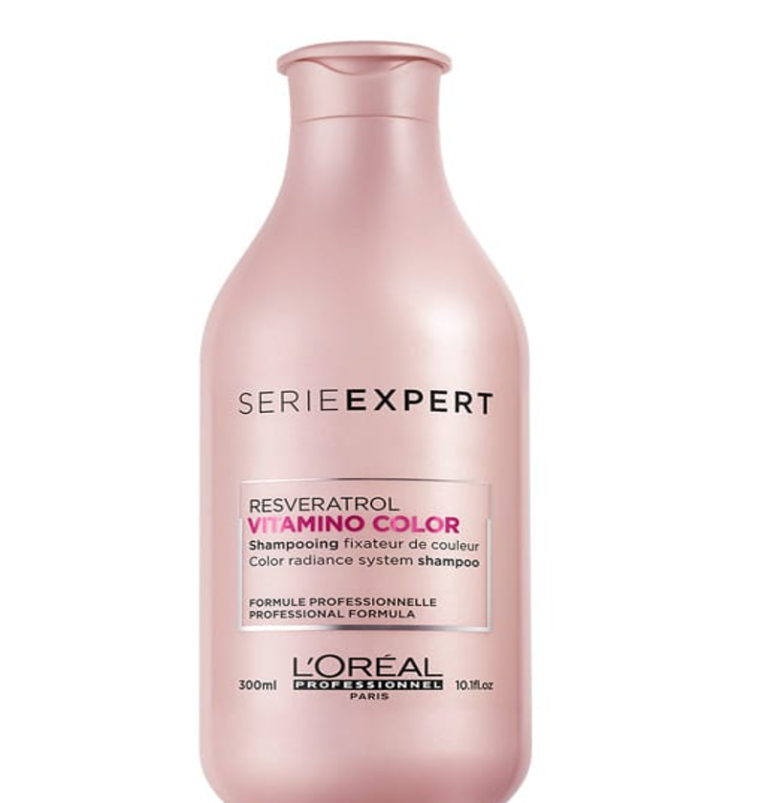 SERIEEXPERT
RESVERATROL
VITAMINO COLOR
Shampooing fixateur de couleur
Color radiance system shampoo
FORMULE PROFESSIONNELLE
PROFESSIONAL FORMULA
L'ORÉAL
300ml PROFESSIONNEL 10.1fl.oz
PARIS